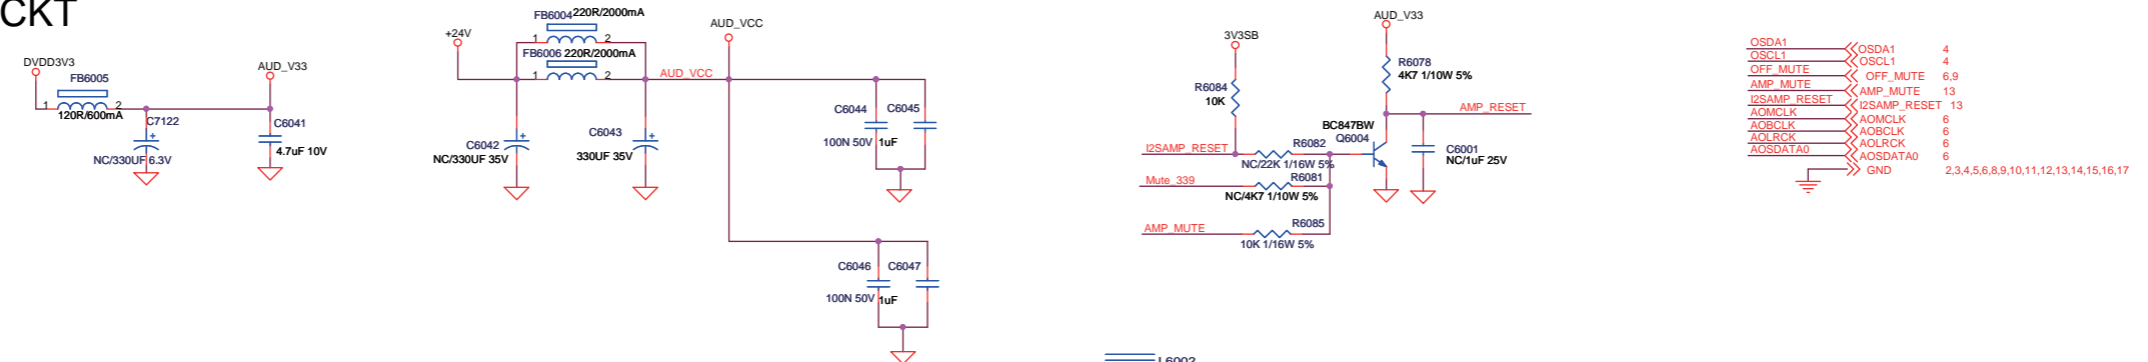 CKT
DVDD3V3
FB6005
1
2
120R/600mA
C7122
NC/330UF 6.3V
AUD_V33
C6041
4.7uF 10V
+24V
FB6004 220R/2000mA
1
2
FB6006 220R/2000mA
1
2
AUD_VCC
AUD_VCC
C6042
NC/330UF 35V
C6043
330UF 35V
C6044
C6045
100N 50V
1uF
C6046
C6047
100N 50V
1uF
3V3SB
R6084
10K
I2SAMP_RESET
R6082
NC/22K 1/16W 5%
Mute_339
R6081
NC/4K7 1/10W 5%
AMP_MUTE
R6085
10K 1/16W 5%
AUD_V33
R6078
4K7 1/10W 5%
AMP_RESET
BC847BW
Q6004
C6001
NC/1uF 25V
L6002
OSDA1 OSDA1 4
OSCL1 OSCL1 4
OFF_MUTE OFF_MUTE 6,9
AMP_MUTE AMP_MUTE 13
I2SAMP_RESET I2SAMP_RESET 13
AOMCLK AOMCLK 6
AOBCLK AOBCLK 6
AOLRCK AOLRCK 6
AOSDATA0 AOSDATA0 6
GND 2,3,4,5,6,8,9,10,11,12,13,14,15,16,17